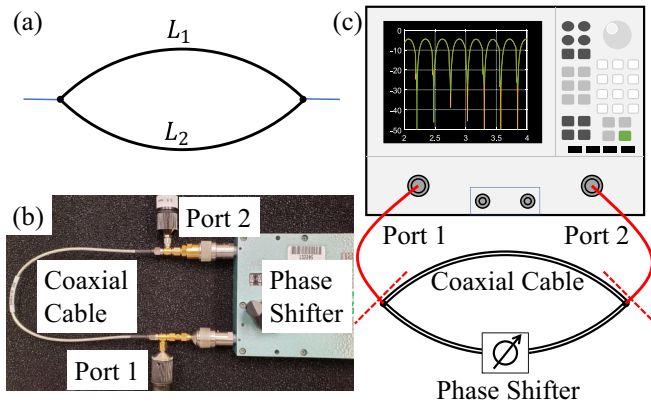 (a)
L₁
L₂
(b)
Port 2
Coaxial
Cable
Phase
Shifter
Port 1
(c)
0
-10
-20
-30
-40
-50
2
2.5
3
3.5
4
Port 1
Port 2
Coaxial Cable
Phase Shifter